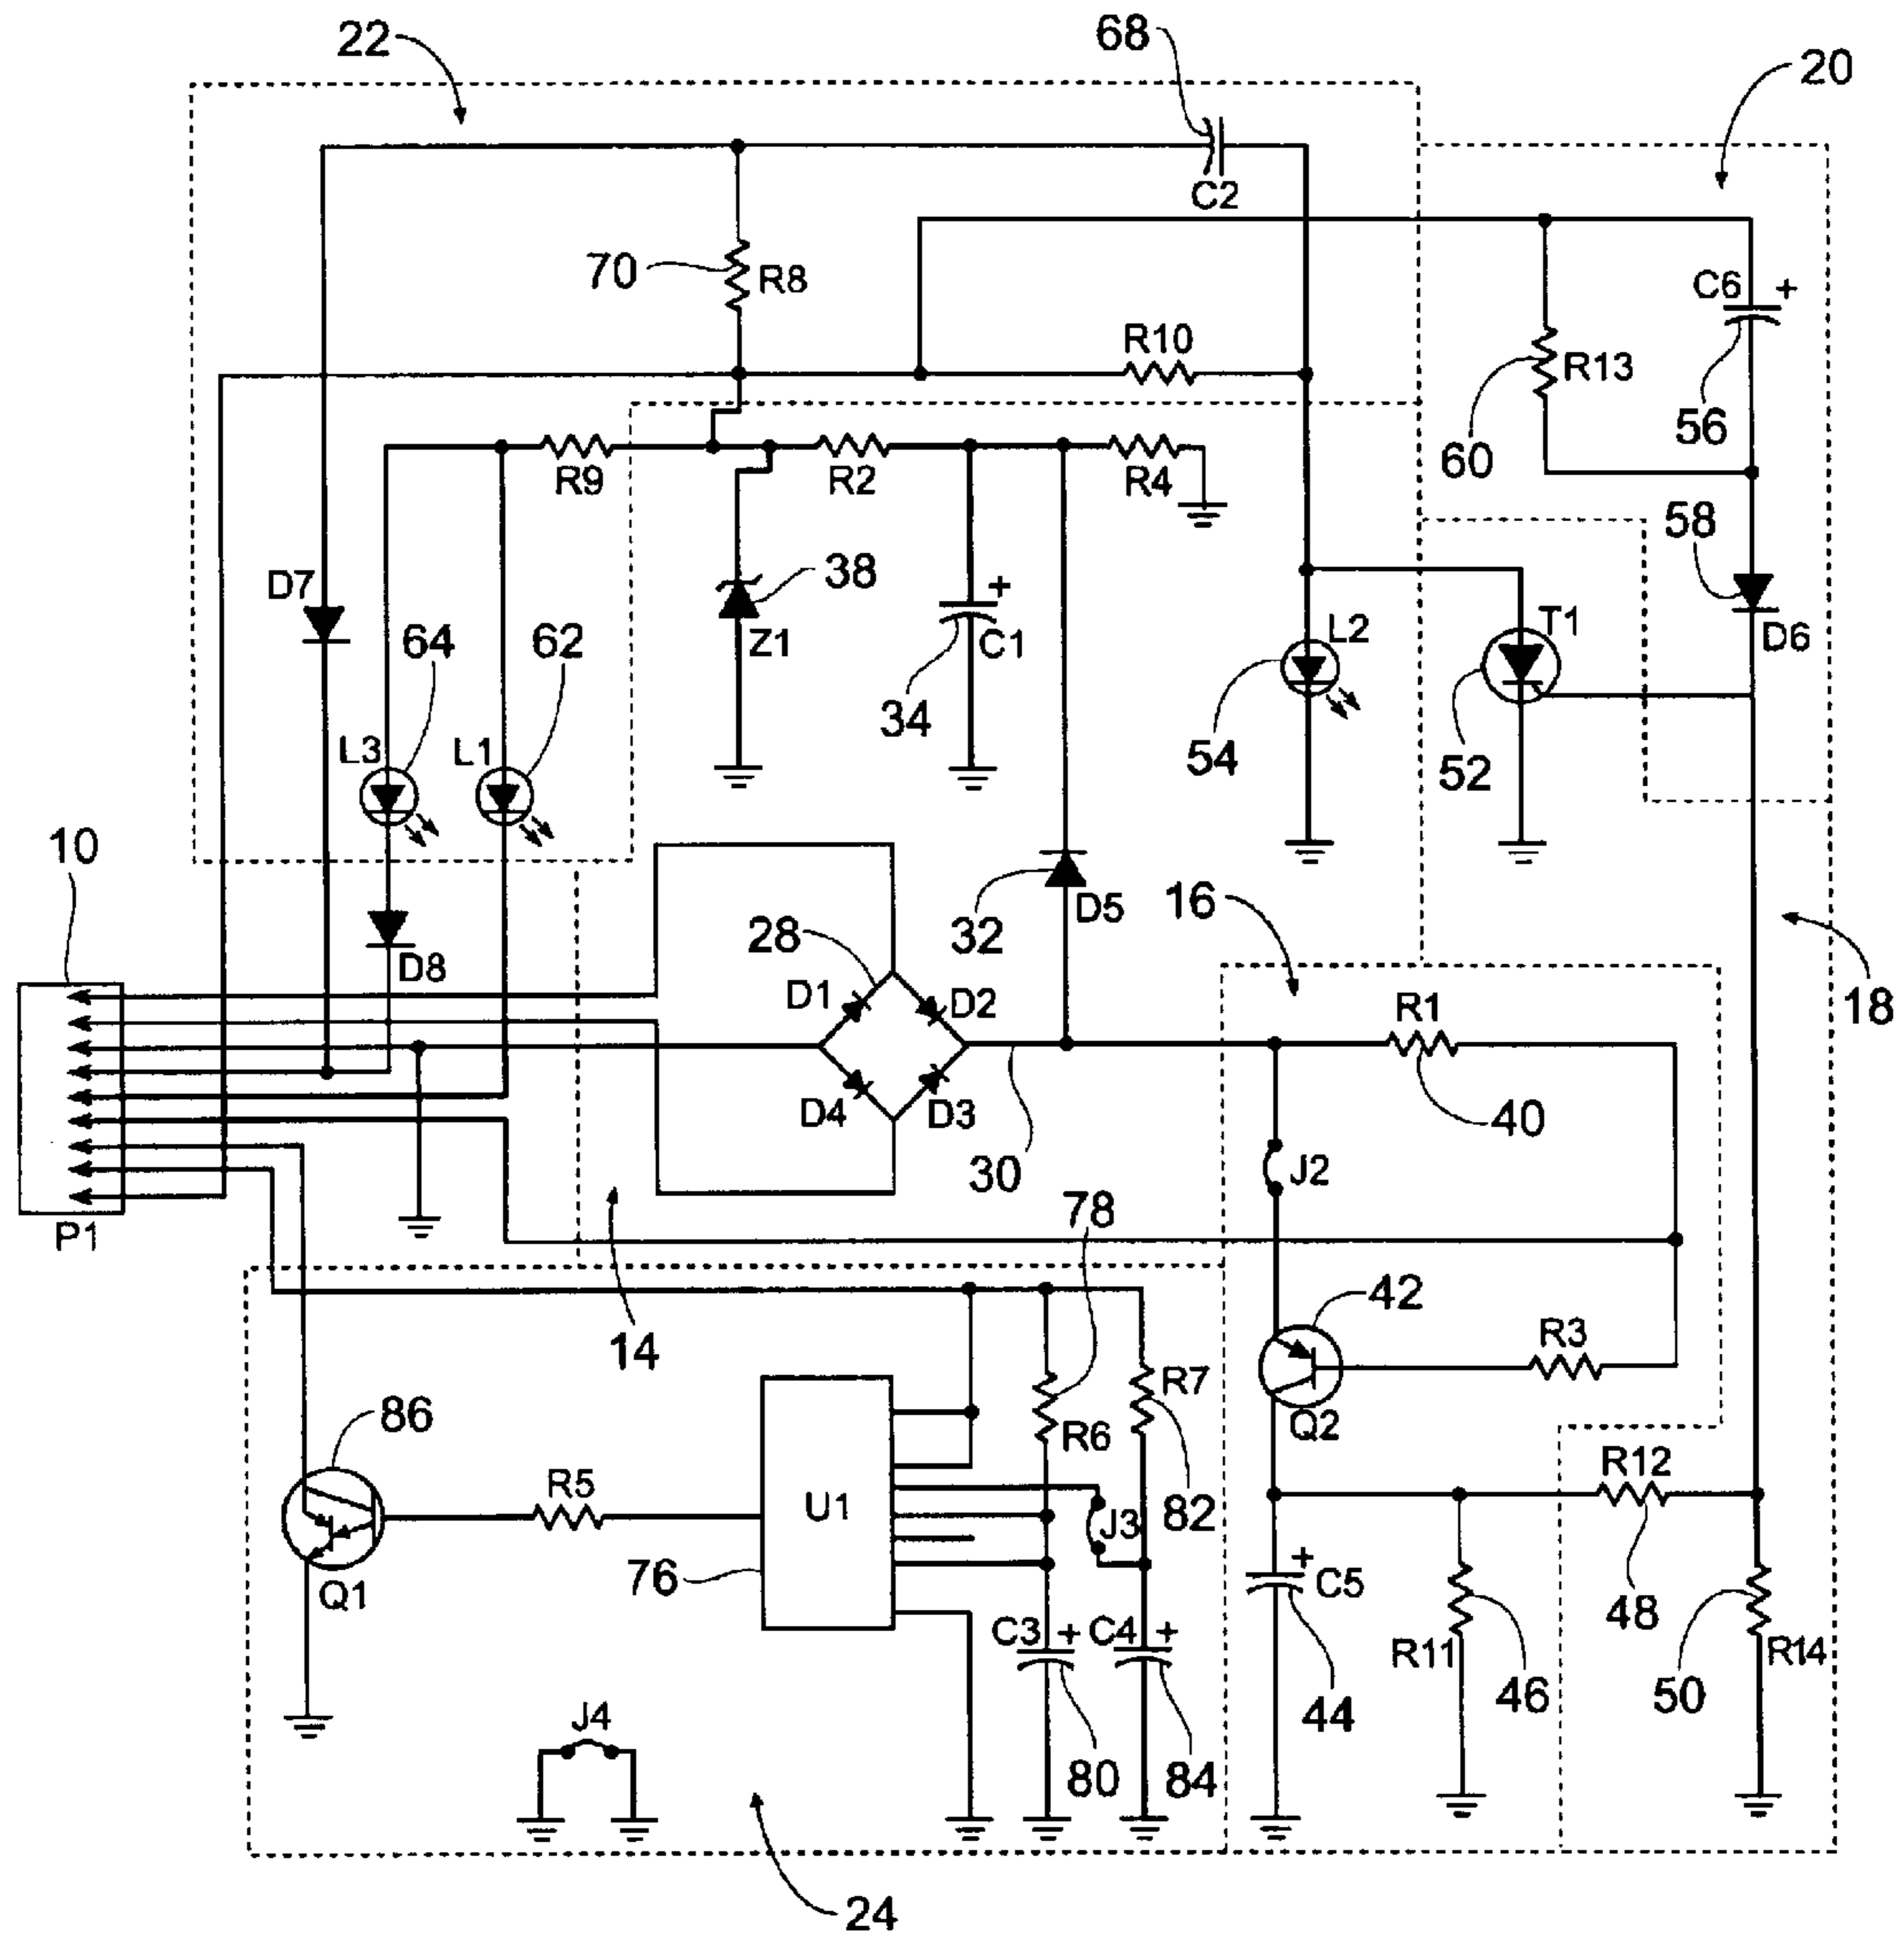 22
68
20
C2
70
R8
C6 +
R10
R13
56
60
R9
R2
R4
58
D7
38
+
T1
L2
64
62
Z1
C1
D6
34
L3
L1
54
52
10
16
28
32
D5
D8
D1
D2
R1
18
D4
D3
40
30
J2
78
P1
42
14
R3
86
R7
R6
Q2
R5
R12
U1
82
J3
76
+
C5
Q1
48
C3 +
C4 +
R11
R14
46
50
44
J4
80
84
24